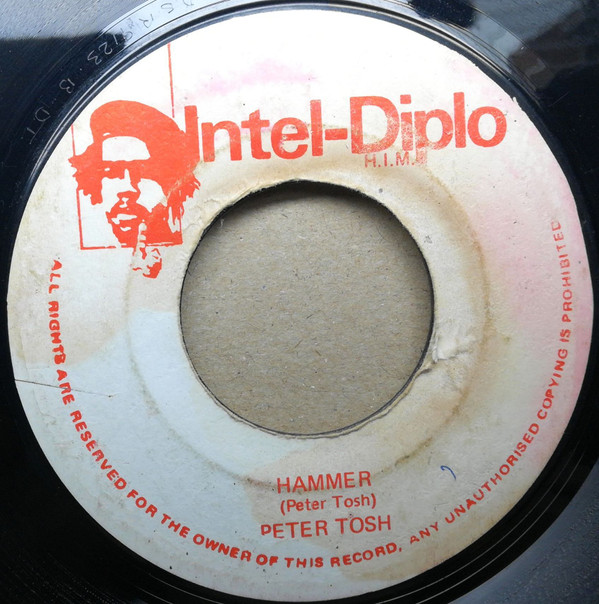 Intel-Diplo
H.I.M.
HAMMER
(Peter Tosh)
PETER TOSH
ALL RIGHTS ARE RESERVED FOR THE OWNER OF THIS RECORD, ANY UNAUTHORISED COPYING IS PROHIBITED